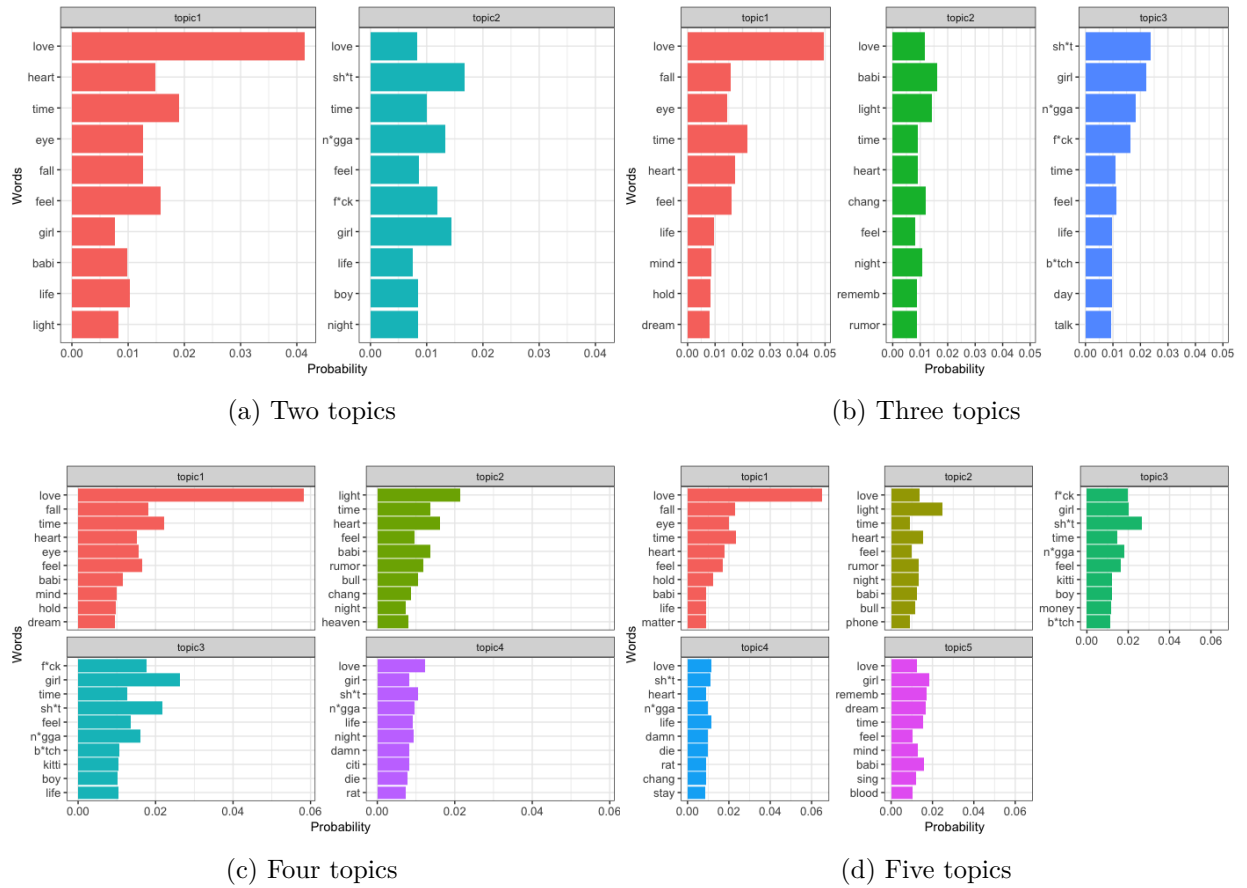 topic1
topic2
love
heart
time
eye
fall
feel
girl
babi
life
light
love
sh*t
time
n*gga
feel
f*ck
girl
life
boy
night
Words
0.00 0.01 0.02 0.03 0.04
0.00 0.01 0.02 0.03 0.04
Probability
(a) Two topics
topic1
topic2
topic3
love
fall
eye
time
heart
feel
life
mind
hold
dream
love
babi
light
time
heart
chang
feel
night
rememb
rumor
sh*t
girl
n*gga
f*ck
time
feel
life
b*tch
day
talk
Words
0.00 0.01 0.02 0.03 0.04 0.05
0.00 0.01 0.02 0.03 0.04 0.05
0.00 0.01 0.02 0.03 0.04 0.05
Probability
(b) Three topics
topic1
topic2
love
fall
time
heart
eye
feel
babi
mind
hold
dream
light
time
heart
feel
babi
rumor
bull
chang
night
heaven
Words
topic3
topic4
f*ck
girl
time
sh*t
feel
n*gga
b*tch
kitti
boy
life
love
girl
sh*t
n*gga
life
night
damn
citi
die
rat
0.00 0.02 0.04 0.06
0.00 0.02 0.04 0.06
Probability
(c) Four topics
topic1
topic2
topic3
love
fall
eye
time
heart
feel
hold
babi
life
matter
love
light
time
heart
feel
rumor
night
babi
bull
phone
f*ck
girl
sh*t
time
n*gga
feel
kitti
boy
money
b*tch
0.00 0.02 0.04 0.06
Words
topic4
topic5
love
sh*t
heart
n*gga
life
damn
die
rat
chang
stay
love
girl
rememb
dream
time
feel
mind
babi
sing
blood
0.00 0.02 0.04 0.06
0.00 0.02 0.04 0.06
Probability
(d) Five topics